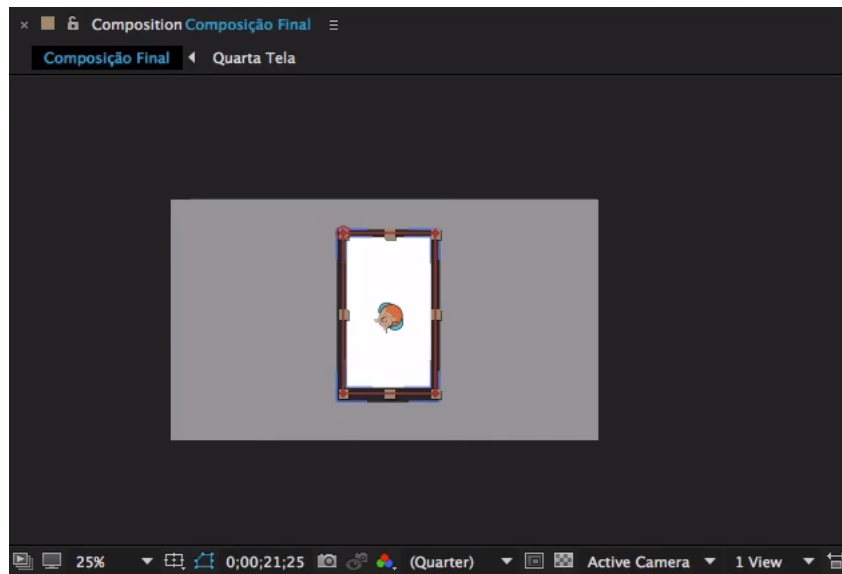 Composition Composição Final
Composição Final Quarta Tela
25% 0;00;21;25 (Quarter) Active Camera 1 View